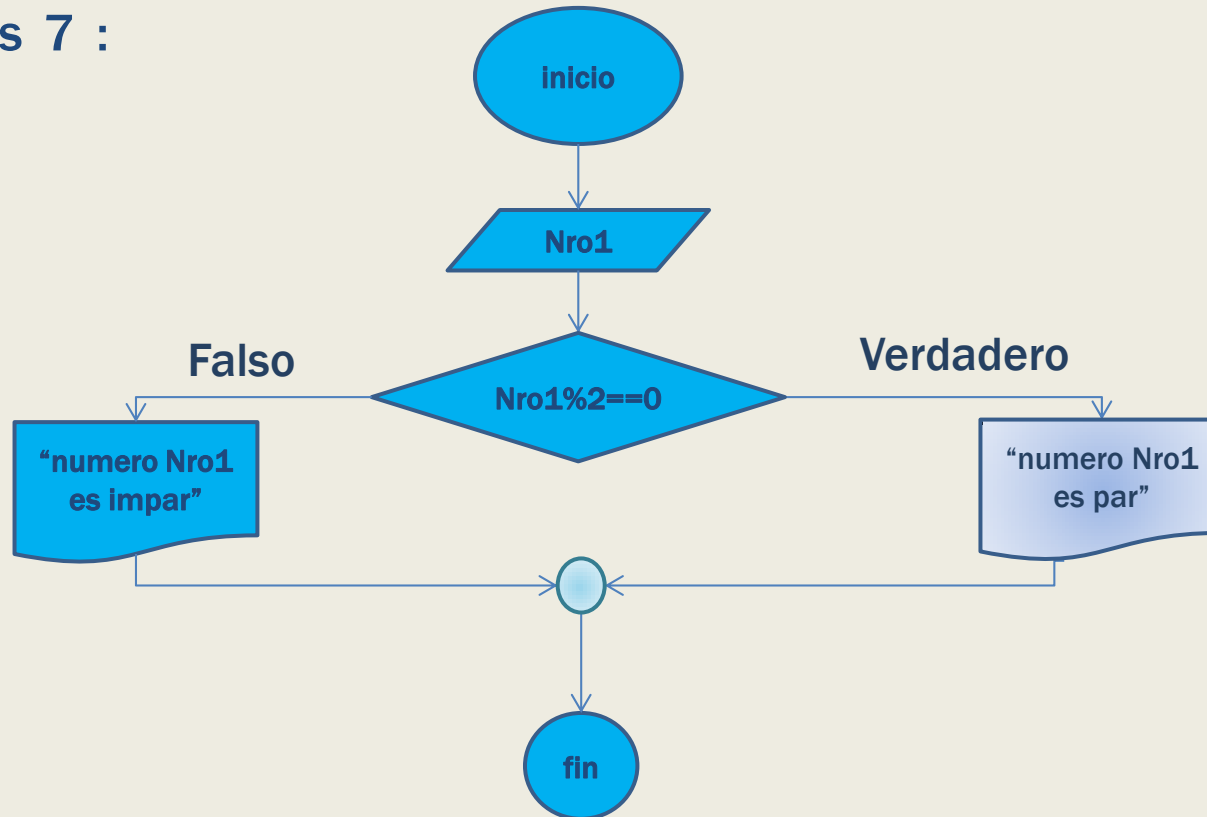 s 7 :
inicio
Nro1
Falso
Verdadero
Nro1%2==0
“numero Nro1
es impar”
“numero Nro1
es par”
fin